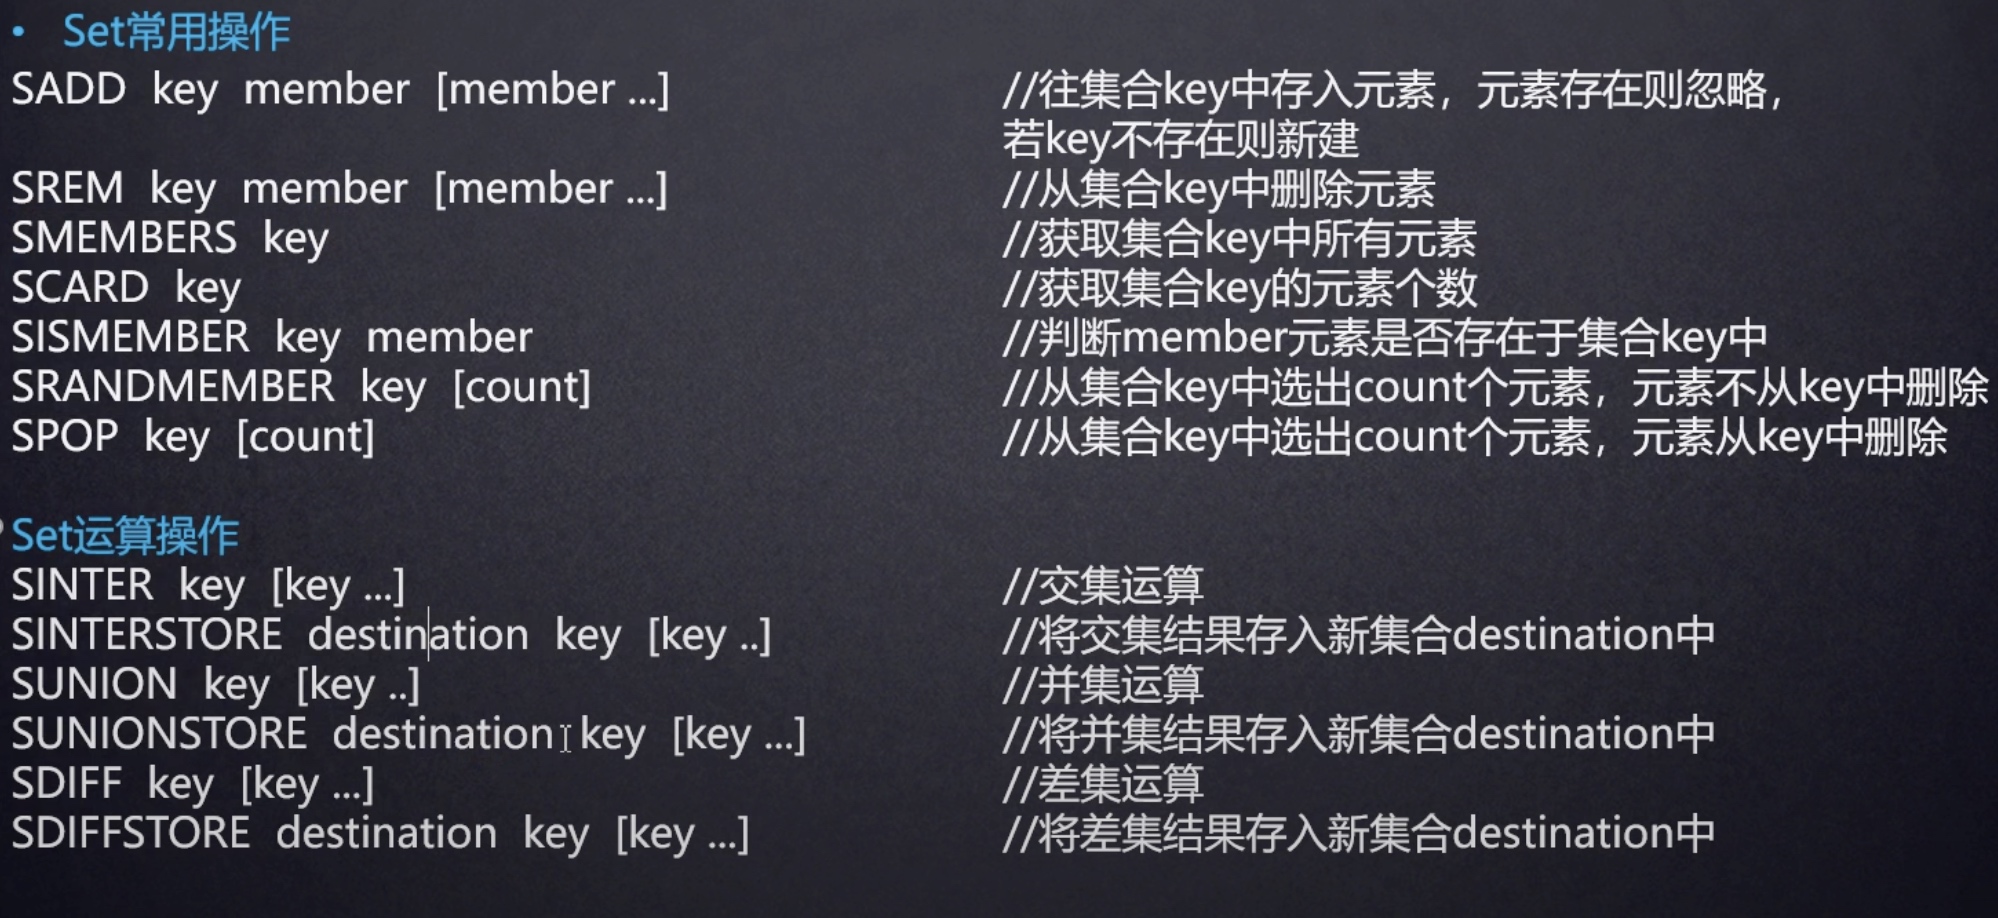 • Set常用操作
SADD key member [member ...] //往集合key中存入元素，元素存在则忽略，
若key不存在则新建
SREM key member [member ...] //从集合key中删除元素
SMEMBERS key //获取集合key中所有元素
SCARD key //获取集合key的元素个数
SISMEMBER key member //判断member元素是否存在于集合key中
SRANDMEMBER key [count] //从集合key中选出count个元素，元素不从key中删除
SPOP key [count] //从集合key中选出count个元素，元素从key中删除
Set运算操作
SINTER key [key ...] //交集运算
SINTERSTORE destination key [key ..] //将交集结果存入新集合destination中
SUNION key [key ..] //并集运算
SUNIONSTORE destination key [key ...] //将并集结果存入新集合destination中
SDIFF key [key ...] //差集运算
SDIFFSTORE destination key [key ...] //将差集结果存入新集合destination中